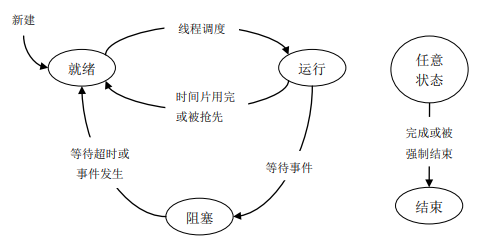 新建
线程调度
就绪
运行
任意
状态
时间片用完
或被抢先
完成或被
强制结束
等待超时或
事件发生
等待事件
阻塞
结束